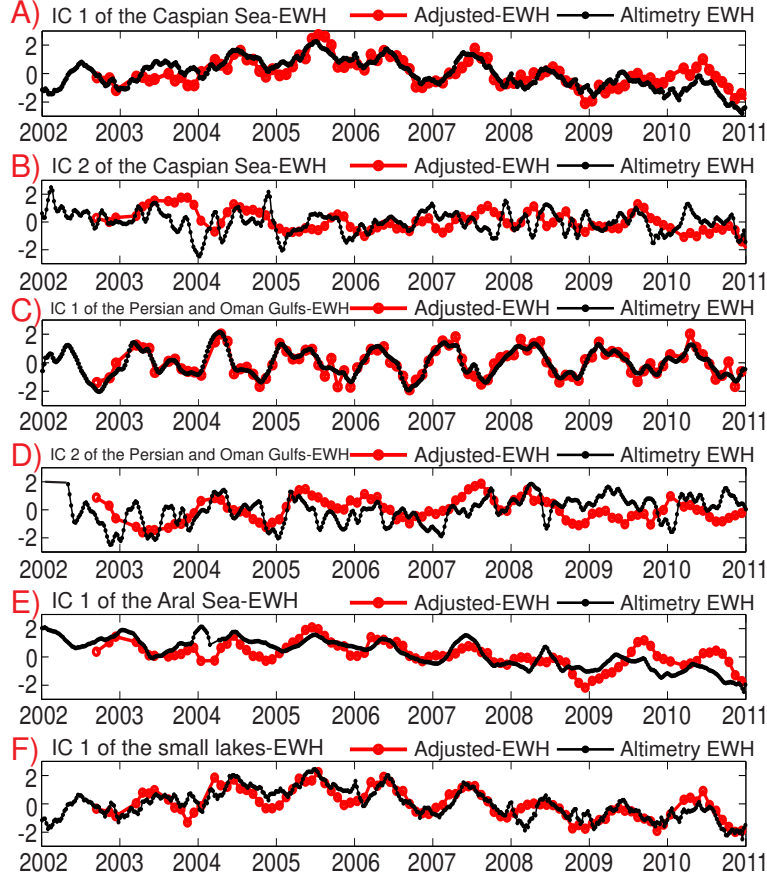 A) IC 1 of the Caspian Sea-EWH Adjusted-EWH Altimetry EWH
2
0
-2
2002 2003 2004 2005 2006 2007 2008 2009 2010 2011
B) IC 2 of the Caspian Sea-EWH Adjusted-EWH Altimetry EWH
2
0
-2
2002 2003 2004 2005 2006 2007 2008 2009 2010 2011
C) IC 1 of the Persian and Oman Gulfs-EWH Adjusted-EWH Altimetry EWH
2
0
-2
2002 2003 2004 2005 2006 2007 2008 2009 2010 2011
D) IC 2 of the Persian and Oman Gulfs-EWH Adjusted-EWH Altimetry EWH
2
0
-2
2002 2003 2004 2005 2006 2007 2008 2009 2010 2011
E) IC 1 of the Aral Sea-EWH Adjusted-EWH Altimetry EWH
2
0
-2
2002 2003 2004 2005 2006 2007 2008 2009 2010 2011
F) IC 1 of the small lakes-EWH Adjusted-EWH Altimetry EWH
2
0
-2
2002 2003 2004 2005 2006 2007 2008 2009 2010 2011